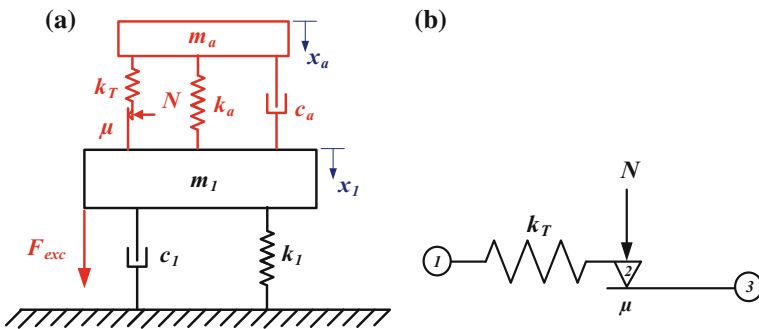 (a)
m_a
x_a
k_T
N
k_a
c_a
μ
m_1
x_1
F_exc
c_1
k_1
(b)
N
k_T
1
2
3
μ